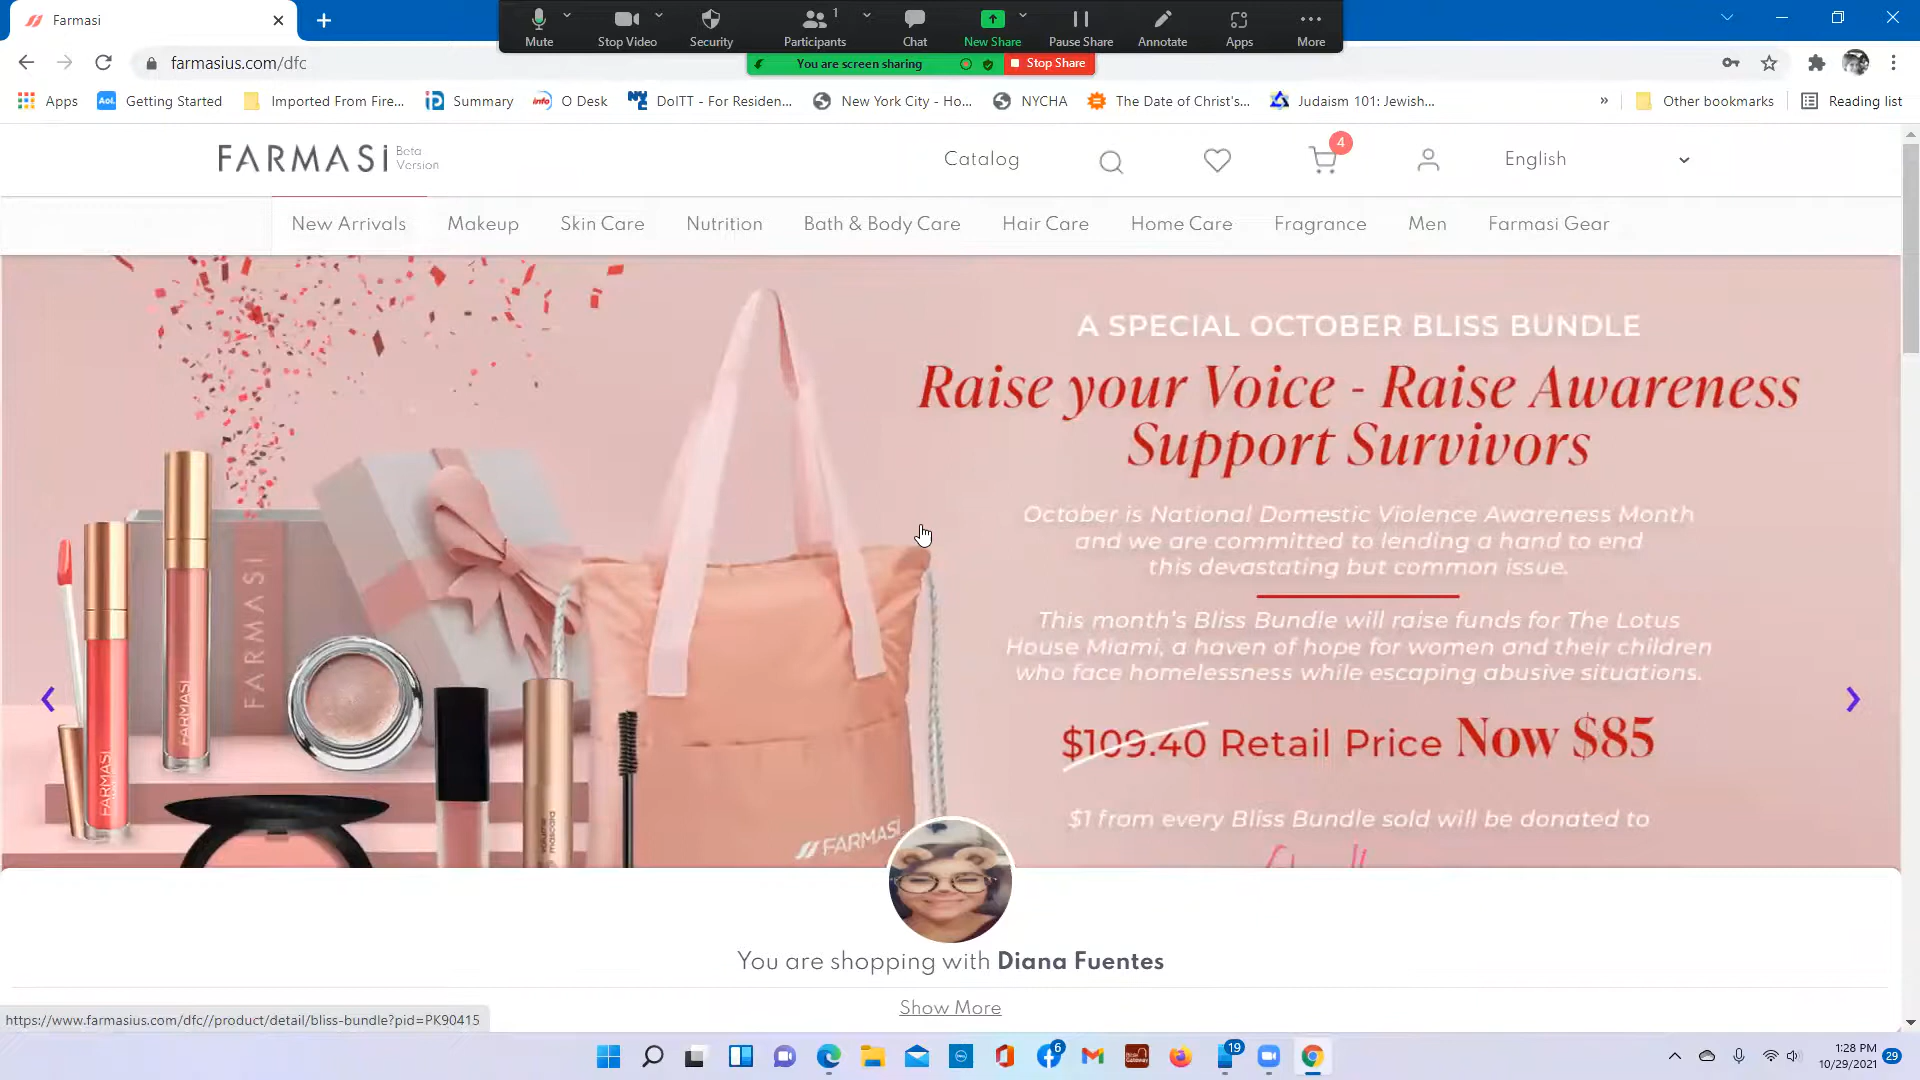 Farmasi
Mute
Stop Video
Security
Participants
1
Chat
New Share
Pause Share
Annotate
Apps
More
You are screen sharing
Stop Share
farmasius.com/dfc
Apps
Getting Started
Imported From Fire...
Summary
O Desk
DoITT - For Residen...
New York City - Ho...
NYCHA
The Date of Christ's...
Judaism 101: Jewish...
»
Other bookmarks
Reading list
FARMASi
Beta
Version
Catalog
4
English
New Arrivals
Makeup
Skin Care
Nutrition
Bath & Body Care
Hair Care
Home Care
Fragrance
Men
Farmasi Gear
A SPECIAL OCTOBER BLISS BUNDLE
Raise your Voice - Raise Awareness
Support Survivors
October is National Domestic Violence Awareness Month
and we are committed to lending a hand to end
this devastating but common issue.
This month's Bliss Bundle will raise funds for The Lotus
House Miami, a haven of hope for women and their children
who face homelessness while escaping abusive situations.
$109.40 Retail Price Now $85
$1 from every Bliss Bundle sold will be donated to
FARMASi
FARMASi
FARMASi
FARMASi
You are shopping with Diana Fuentes
Show More
https://www.farmasius.com/dfc//product/detail/bliss-bundle?pid=PK90415
6
19
1:28 PM
10/29/2021
29